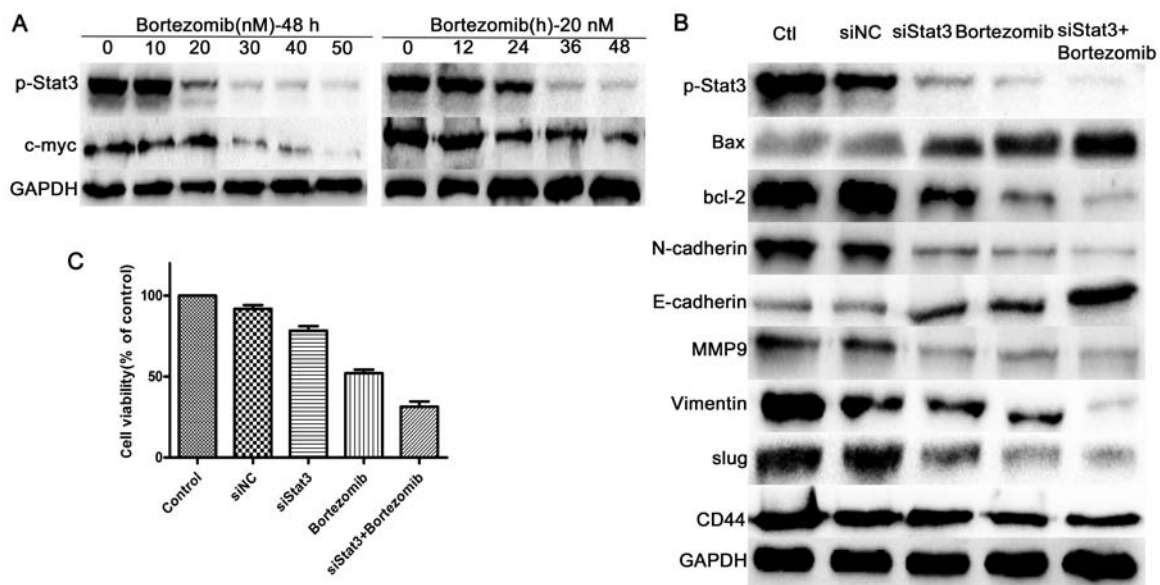 A
Bortezomib(nM)-48 h
0 10 20 30 40 50
Bortezomib(h)-20 nM
0 12 24 36 48
p-Stat3
c-myc
GAPDH
B
Ctl siNC siStat3 Bortezomib siStat3+
Bortezomib
p-Stat3
Bax
bcl-2
N-cadherin
E-cadherin
MMP9
Vimentin
slug
CD44
GAPDH
C
Cell viability(% of control)
100
50
0
Control
siNC
siStat3
Bortezomib
siStat3+Bortezomib